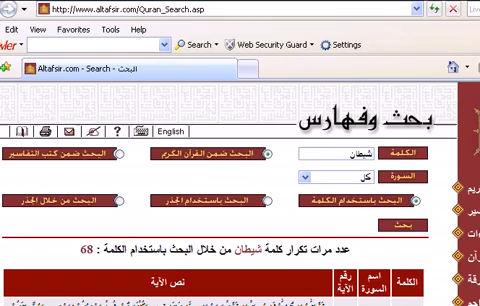 http://www.altafsir.com/Quran_Search.asp
Live
Edit View Favorites Tools Help
wler Search Web Security Guard Settings
Altafsir.com - Search - البحث
بحث وفهارس
? English
الكلمة شيطان البحث ضمن القرآن الكريم البحث ضمن كتب التفاسير
السورة كل
البحث باستخدام الكلمة البحث باستخدام الجذر البحث من خلال الجذر
بحث
عدد مرات تكرار كلمة شيطان من خلال البحث باستخدام الكلمة : 68
الكلمة اسم السورة رقم الآية نص الآية